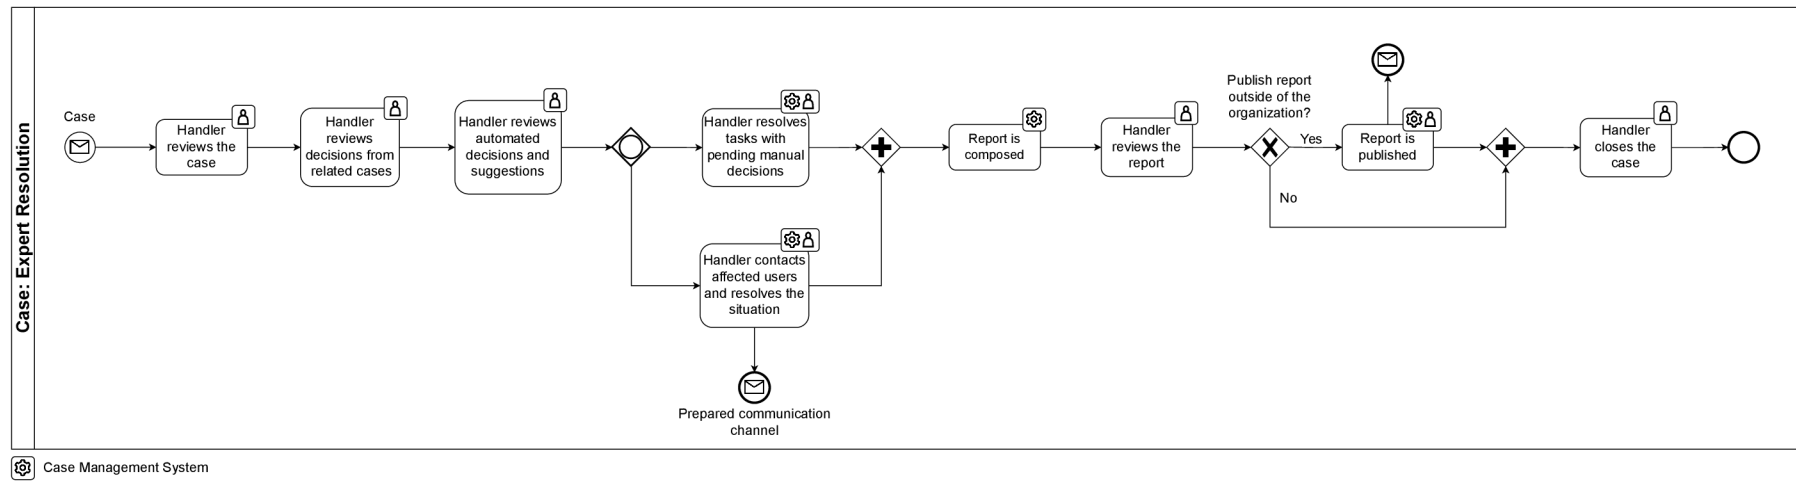 Case: Expert Resolution
Case
Handler
reviews the
case
Handler
reviews
decisions from
related cases
Handler reviews
automated
decisions and
suggestions
Handler resolves
tasks with
pending manual
decisions
Handler contacts
affected users
and resolves the
situation
Prepared communication
channel
Report is
composed
Handler
reviews the
report
Publish report
outside of the
organization?
Yes
No
Report is
published
Handler
closes the
case
Case Management System